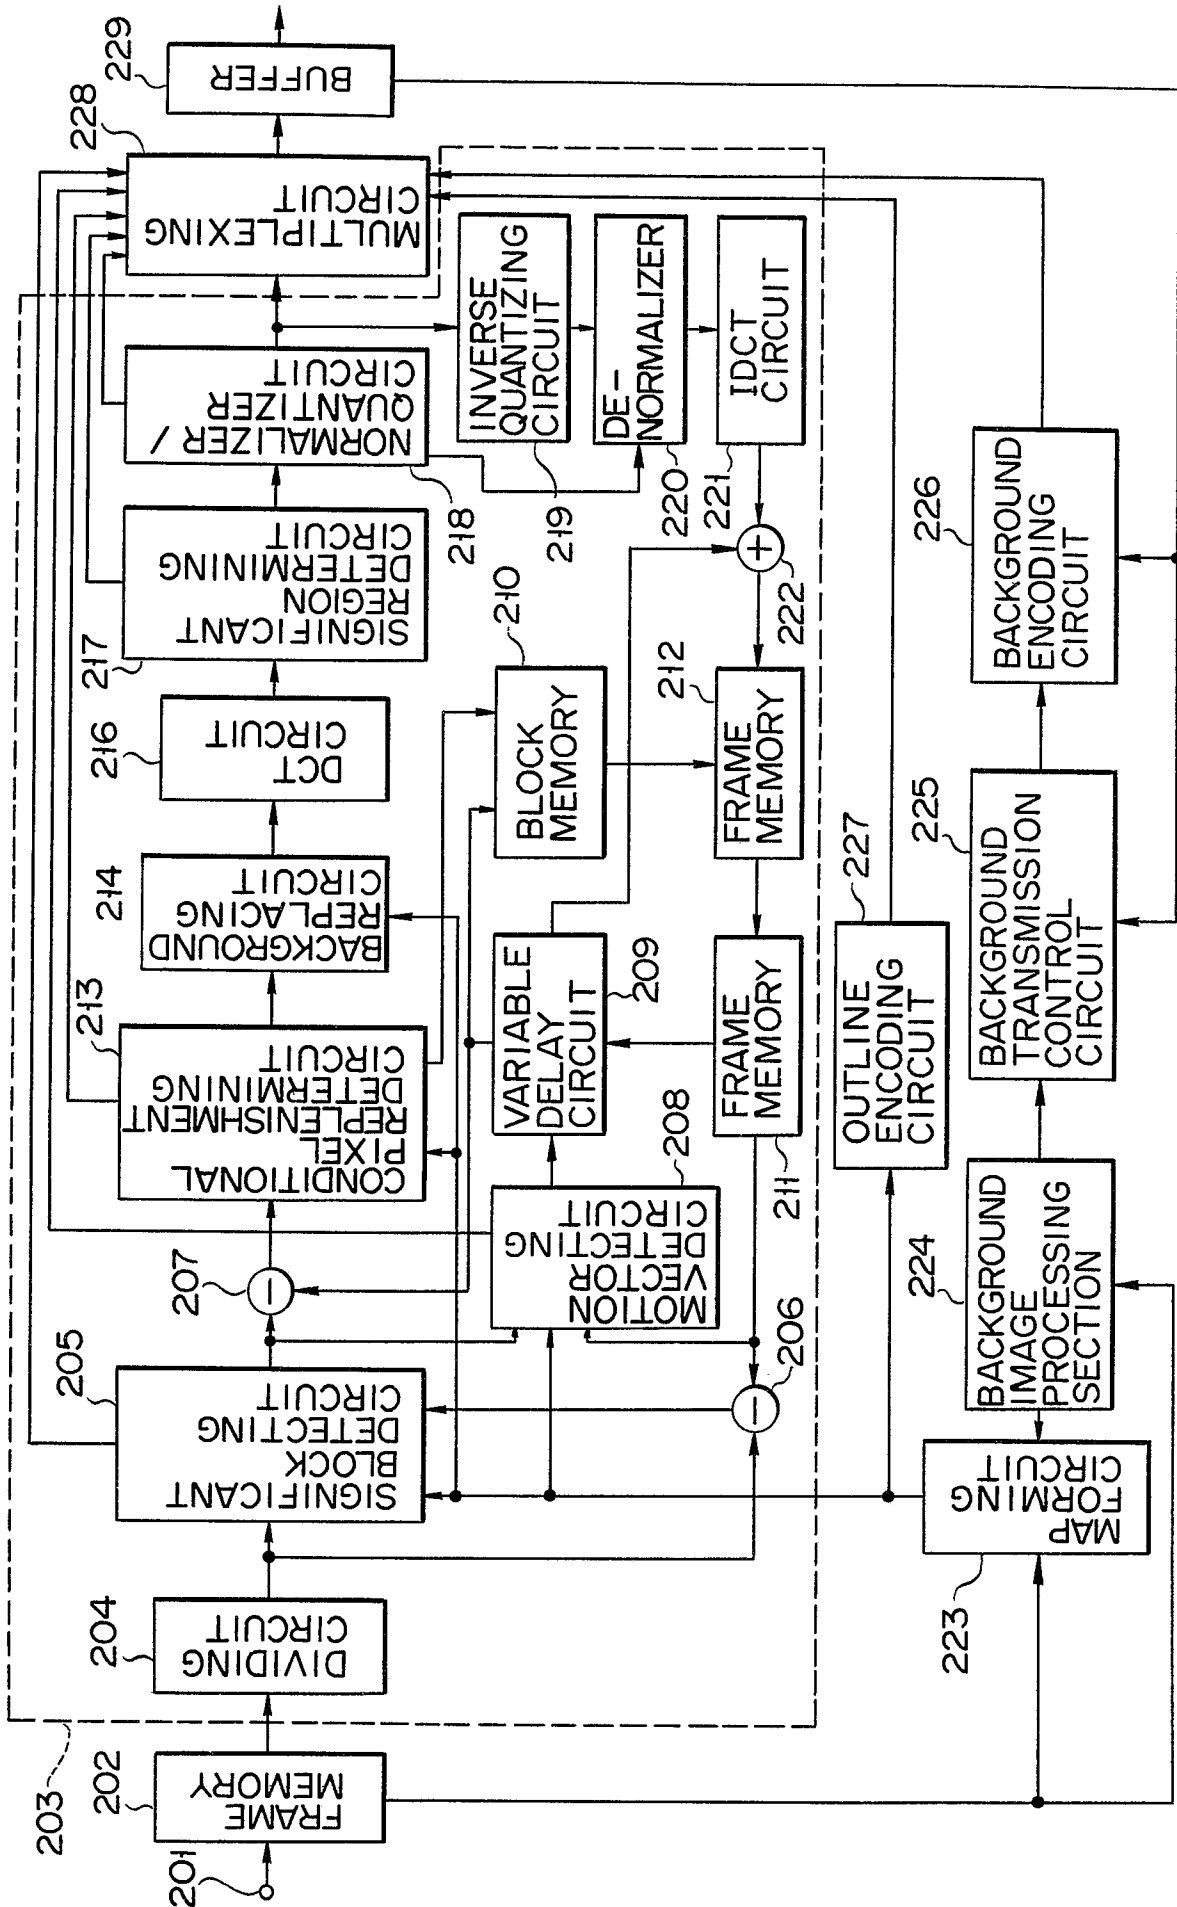 201
202
FRAME
MEMORY
203
204
DIVIDING
CIRCUIT
205
SIGNIFICANT
BLOCK
DETECTING
CIRCUIT
207
−
213
CONDITIONAL
PIXEL
REPLENISHMENT
DETERMINING
CIRCUIT
214
BACKGROUND
REPLACING
CIRCUIT
216
DCT
CIRCUIT
217
SIGNIFICANT
REGION
DETERMINING
CIRCUIT
218
NORMALIZER /
QUANTIZER
CIRCUIT
228
MULTIPLEXING
CIRCUIT
229
BUFFER
206
−
208
MOTION
VECTOR
DETECTING
CIRCUIT
209
VARIABLE
DELAY
CIRCUIT
210
BLOCK
MEMORY
219
INVERSE
QUANTIZING
CIRCUIT
220
DE-
NORMALIZER
221
IDCT
CIRCUIT
222
+
212
FRAME
MEMORY
211
FRAME
MEMORY
227
OUTLINE
ENCODING
CIRCUIT
223
MAP
FORMING
CIRCUIT
224
BACKGROUND
IMAGE
PROCESSING
SECTION
225
BACKGROUND
TRANSMISSION
CONTROL
CIRCUIT
226
BACKGROUND
ENCODING
CIRCUIT